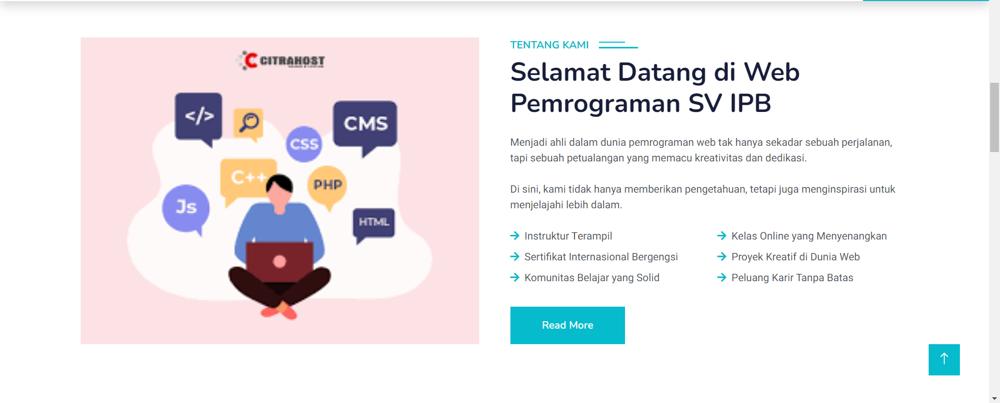 CITRAHOST
</>
CMS
CSS
C++
PHP
Js
HTML
TENTANG KAMI
Selamat Datang di Web
Pemrograman SV IPB
Menjadi ahli dalam dunia pemrograman web tak hanya sekadar sebuah perjalanan,
tapi sebuah petualangan yang memacu kreativitas dan dedikasi.
Di sini, kami tidak hanya memberikan pengetahuan, tetapi juga menginspirasi untuk
menjelajahi lebih dalam.
Instruktur Terampil
Kelas Online yang Menyenangkan
Sertifikat Internasional Bergengsi
Proyek Kreatif di Dunia Web
Komunitas Belajar yang Solid
Peluang Karir Tanpa Batas
Read More